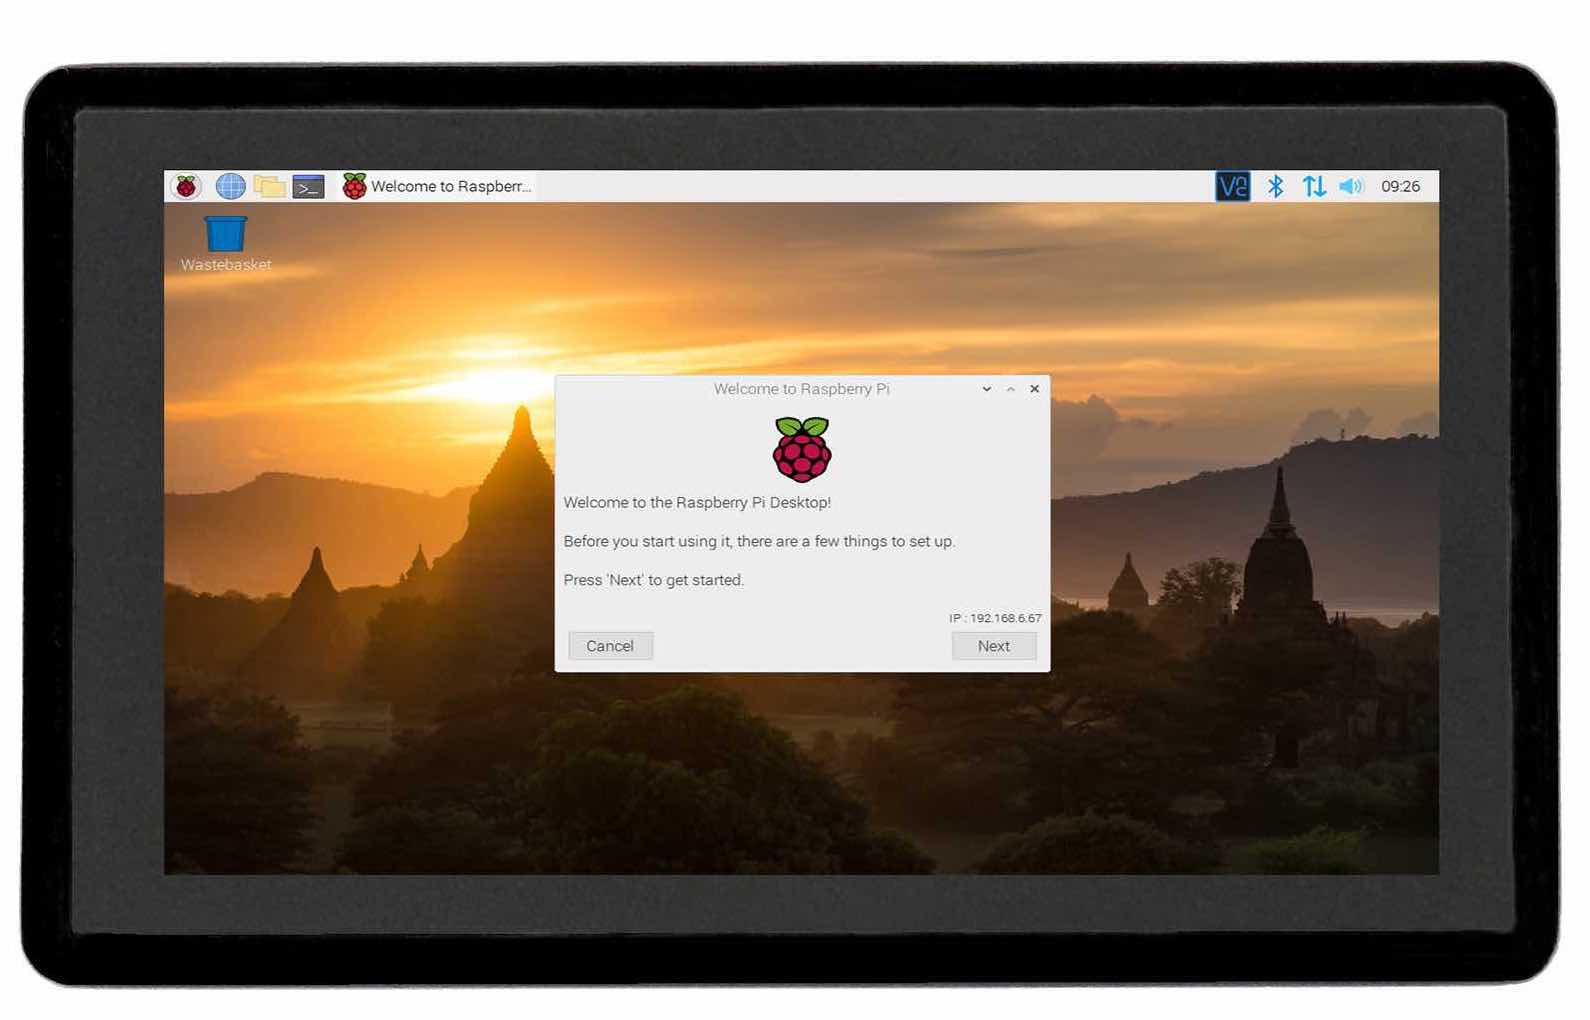 >_
Welcome to Raspberr...
VNC
09:26
Wastebasket
Welcome to Raspberry Pi
Welcome to the Raspberry Pi Desktop!
Before you start using it, there are a few things to set up.
Press 'Next' to get started.
IP : 192.168.6.67
Cancel
Next